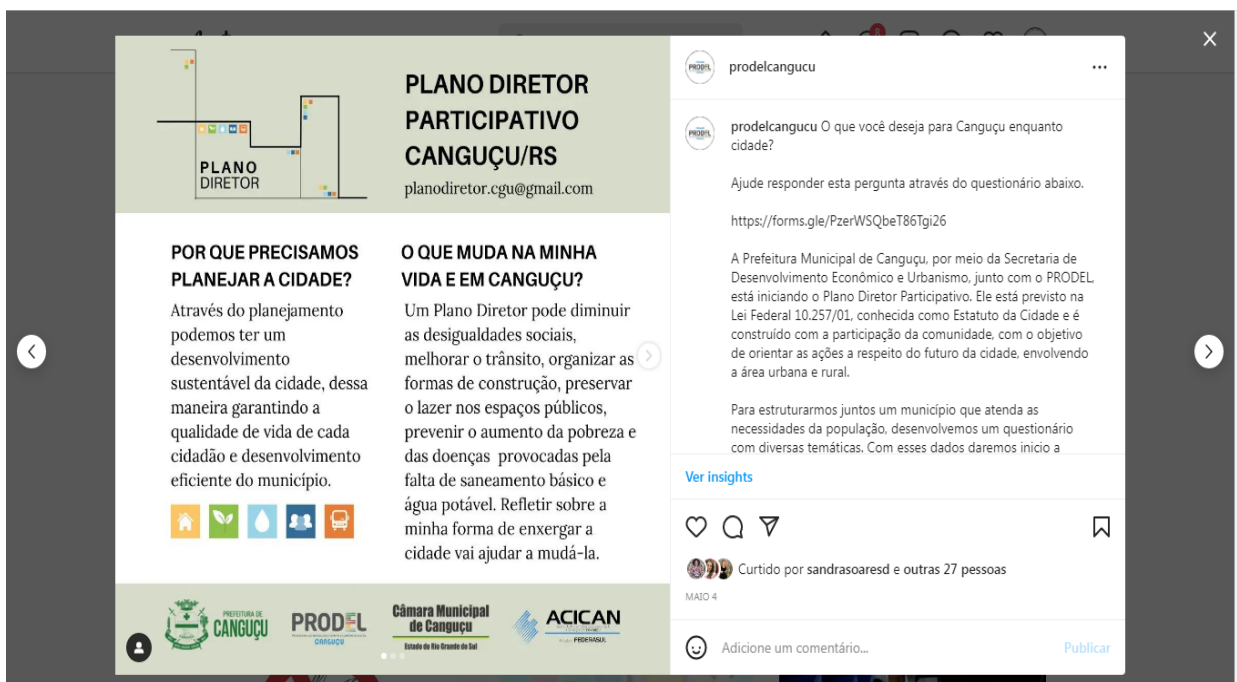 PLANO
DIRETOR
PLANO DIRETOR
PARTICIPATIVO
CANGUÇU/RS
planodiretor.cgu@gmail.com
POR QUE PRECISAMOS
PLANEJAR A CIDADE?
Através do planejamento
podemos ter um
desenvolvimento
sustentável da cidade, dessa
maneira garantindo a
qualidade de vida de cada
cidadão e desenvolvimento
eficiente do município.
O QUE MUDA NA MINHA
VIDA E EM CANGUÇU?
Um Plano Diretor pode diminuir
as desigualdades sociais,
melhorar o trânsito, organizar as
formas de construção, preservar
o lazer nos espaços públicos,
prevenir o aumento da pobreza e
das doenças provocadas pela
falta de saneamento básico e
água potável. Refletir sobre a
minha forma de enxergar a
cidade vai ajudar a mudá-la.
PREFEITURA DE
CANGUÇU
PRODEL
CANGUÇU
Câmara Municipal
de Canguçu
Estado do Rio Grande do Sul
ACICAN
FEDERASUL
PRODEL
prodelcangucu
PRODEL
prodelcangucu O que você deseja para Canguçu enquanto
cidade?
Ajude responder esta pergunta através do questionário abaixo.
https://forms.gle/PzerWSQbeT86Tgi26
A Prefeitura Municipal de Canguçu, por meio da Secretaria de
Desenvolvimento Econômico e Urbanismo, junto com o PRODEL,
está iniciando o Plano Diretor Participativo. Ele está previsto na
Lei Federal 10.257/01, conhecida como Estatuto da Cidade e é
construído com a participação da comunidade, com o objetivo
de orientar as ações a respeito do futuro da cidade, envolvendo
a área urbana e rural.
Para estruturarmos juntos um município que atenda as
necessidades da população, desenvolvemos um questionário
com diversas temáticas. Com esses dados daremos inicio a
Ver insights
Curtido por sandrasoaresd e outras 27 pessoas
MAIO 4
Adicione um comentário...
Publicar